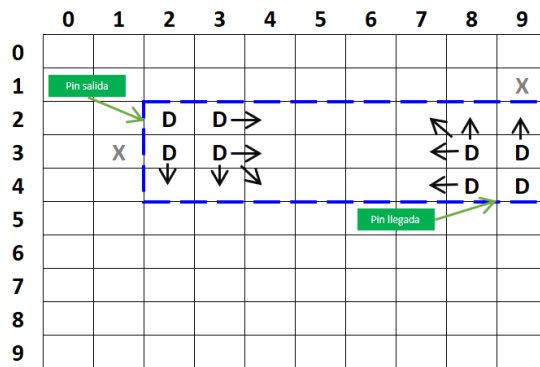 0 1 2 3 4 5 6 7 8 9
0
1 Pin salida X
2 D D
3 X D D D D
4 D D
5 Pin llegada
6
7
8
9